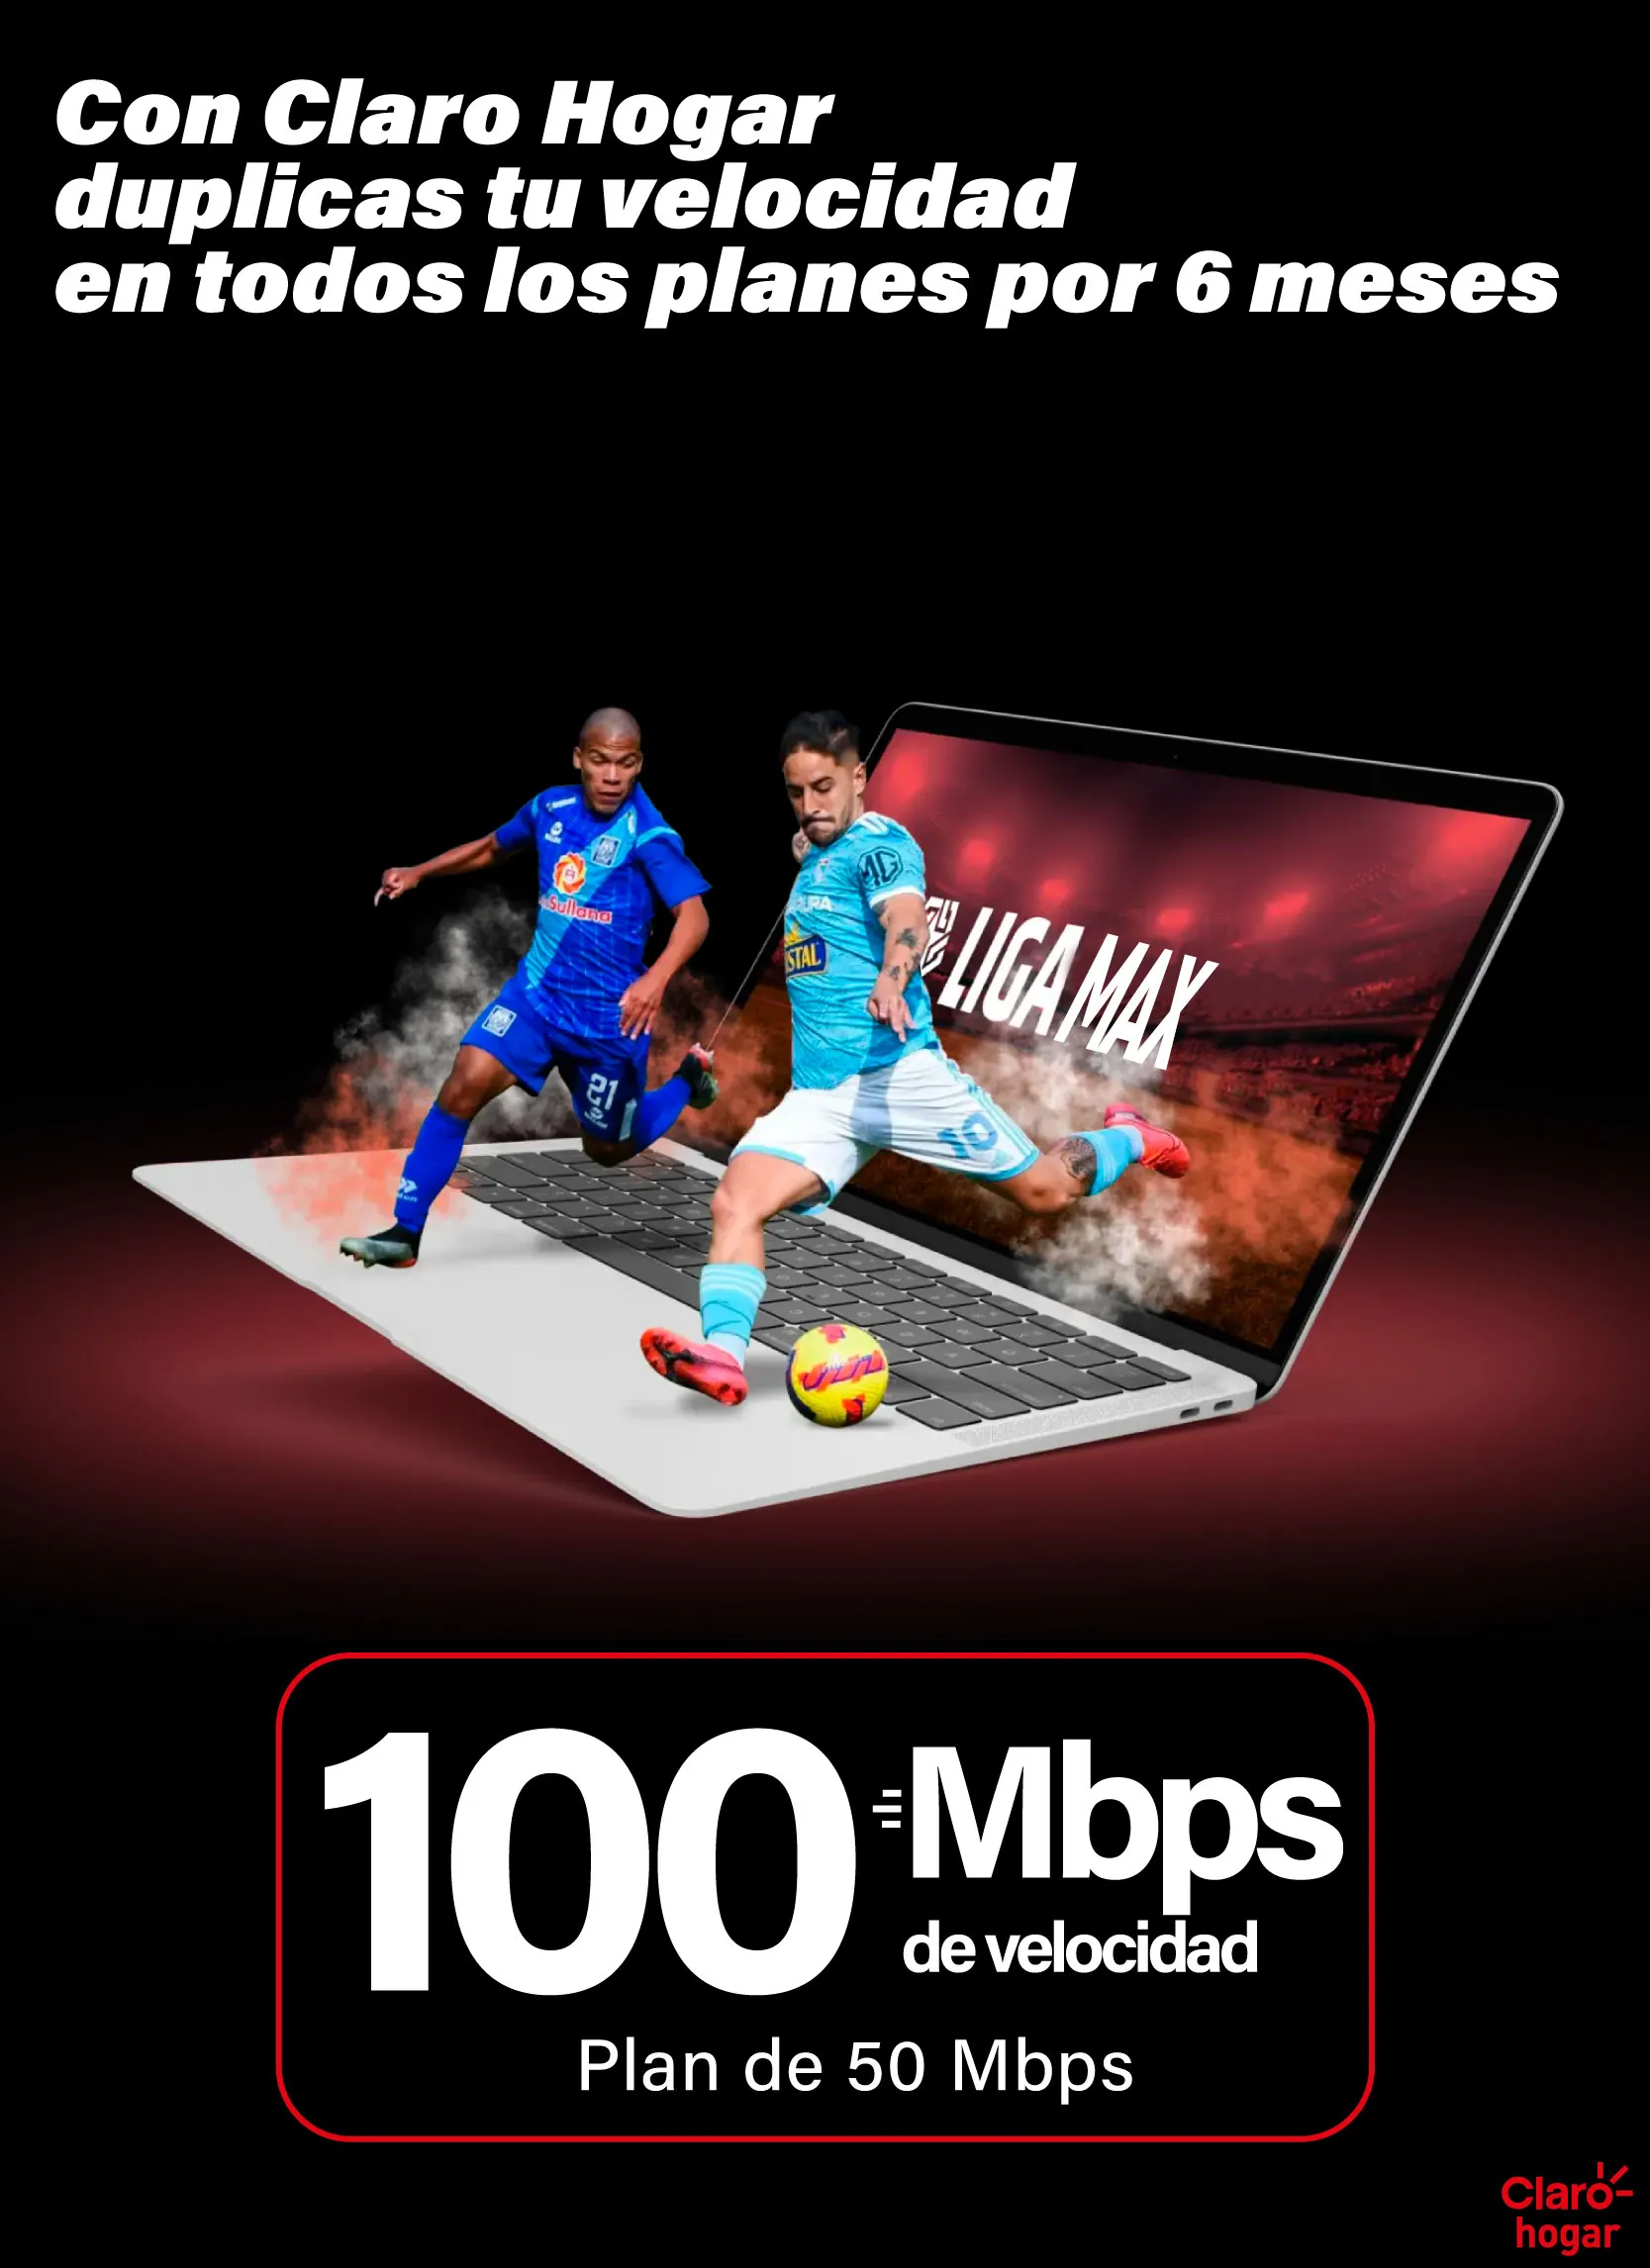 Con Claro Hogar
duplicas tu velocidad
en todos los planes por 6 meses
LIGA MAX
MG
Sullana
21
10
100 Mbps
de velocidad
Plan de 50 Mbps
Claro
hogar